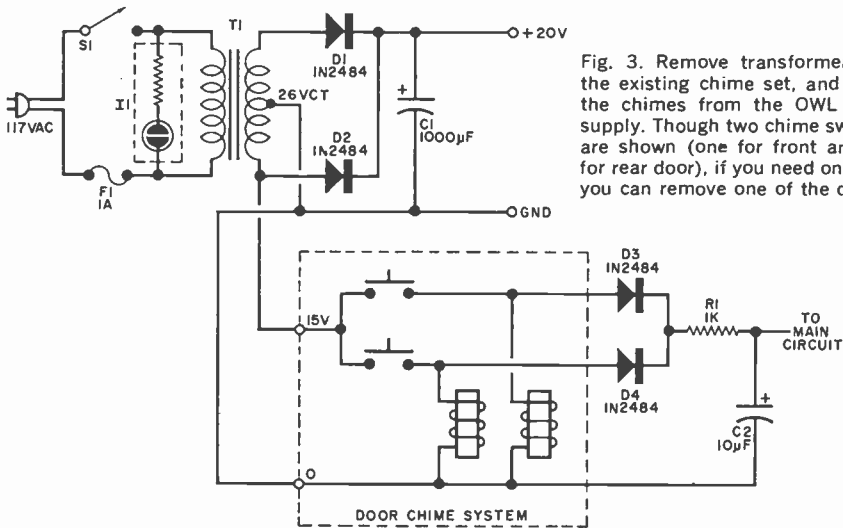 S1
T1
I1
117VAC
F1
1A
26VCT
D1
1N2484
D2
1N2484
+
C1
1000µF
+20V
GND
Fig. 3. Remove transforme
the existing chime set, and
the chimes from the OWL
supply. Though two chime sw
are shown (one for front ar
for rear door), if you need on
you can remove one of the c
15V
0
DOOR CHIME SYSTEM
D3
1N2484
D4
1N2484
R1
1K
TO
MAIN
CIRCUIT
+
C2
10µF